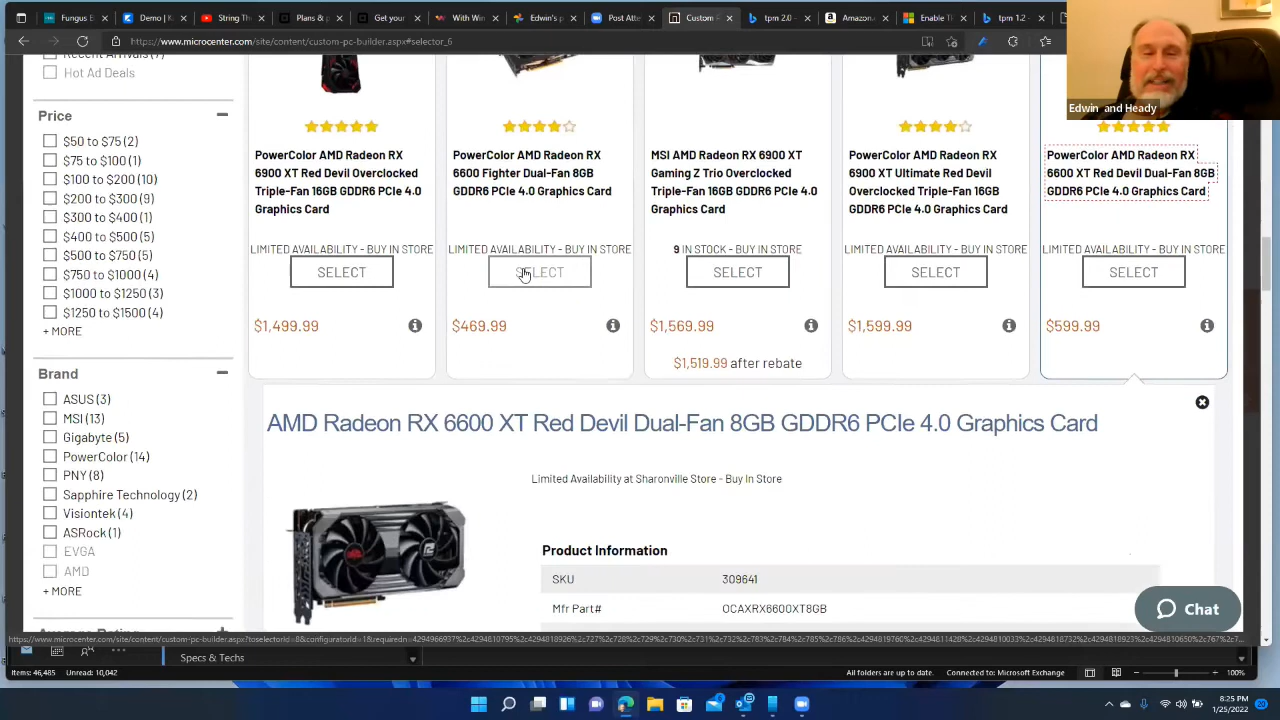 Fungus E
Demo | K
String Th
Plans & p
Get your
With Win
Edwin's p
Post Atte
Custom P
tpm 2.0 -
Amazon.
Enable T
tpm 1.2 -
https://www.microcenter.com/site/content/custom-pc-builder.aspx#selector_6
Edwin and Heady
Hot Ad Deals
Price
$50 to $75 (2)
$75 to $100 (1)
$100 to $200 (10)
$200 to $300 (9)
$300 to $400 (1)
$400 to $500 (5)
$500 to $750 (5)
$750 to $1000 (4)
$1000 to $1250 (3)
$1250 to $1500 (4)
+ MORE
Brand
ASUS (3)
MSI (13)
Gigabyte (5)
PowerColor (14)
PNY (8)
Sapphire Technology (2)
Visiontek (4)
ASRock (1)
EVGA
AMD
+ MORE
PowerColor AMD Radeon RX
6900 XT Red Devil Overclocked
Triple-Fan 16GB GDDR6 PCIe 4.0
Graphics Card
LIMITED AVAILABILITY - BUY IN STORE
SELECT
$1,499.99
PowerColor AMD Radeon RX
6600 Fighter Dual-Fan 8GB
GDDR6 PCIe 4.0 Graphics Card
LIMITED AVAILABILITY - BUY IN STORE
SELECT
$469.99
MSI AMD Radeon RX 6900 XT
Gaming Z Trio Overclocked
Triple-Fan 16GB GDDR6 PCIe 4.0
Graphics Card
9 IN STOCK - BUY IN STORE
SELECT
$1,569.99
$1,519.99 after rebate
PowerColor AMD Radeon RX
6900 XT Ultimate Red Devil
Overclocked Triple-Fan 16GB
GDDR6 PCIe 4.0 Graphics Card
LIMITED AVAILABILITY - BUY IN STORE
SELECT
$1,599.99
PowerColor AMD Radeon RX
6600 XT Red Devil Dual-Fan 8GB
GDDR6 PCIe 4.0 Graphics Card
LIMITED AVAILABILITY - BUY IN STORE
SELECT
$599.99
AMD Radeon RX 6600 XT Red Devil Dual-Fan 8GB GDDR6 PCIe 4.0 Graphics Card
Limited Availability at Sharonville Store - Buy In Store
Product Information
SKU 309641
Mfr Part# OCAXRX6600XT8GB
Chat
Specs & Techs
Items: 46,485 Unread: 10,042
All folders are up to date. Connected to: Microsoft Exchange
100%
8:25 PM
1/25/2022